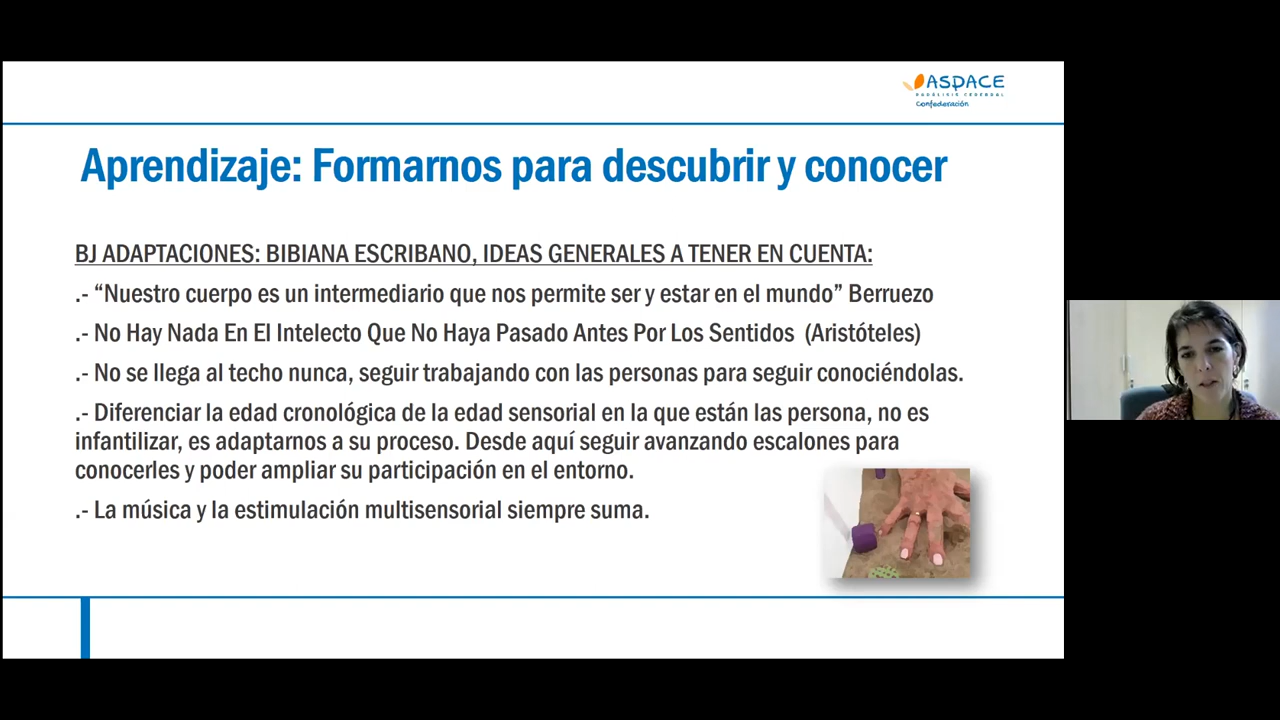 ASPACE
PARÁLISIS CEREBRAL
Confederación
Aprendizaje: Formarnos para descubrir y conocer
BJ ADAPTACIONES: BIBIANA ESCRIBANO, IDEAS GENERALES A TENER EN CUENTA:
.- “Nuestro cuerpo es un intermediario que nos permite ser y estar en el mundo” Berruezo
.- No Hay Nada En El Intelecto Que No Haya Pasado Antes Por Los Sentidos (Aristóteles)
.- No se llega al techo nunca, seguir trabajando con las personas para seguir conociéndolas.
.- Diferenciar la edad cronológica de la edad sensorial en la que están las persona, no es
infantilizar, es adaptarnos a su proceso. Desde aquí seguir avanzando escalones para
conocerles y poder ampliar su participación en el entorno.
.- La música y la estimulación multisensorial siempre suma.